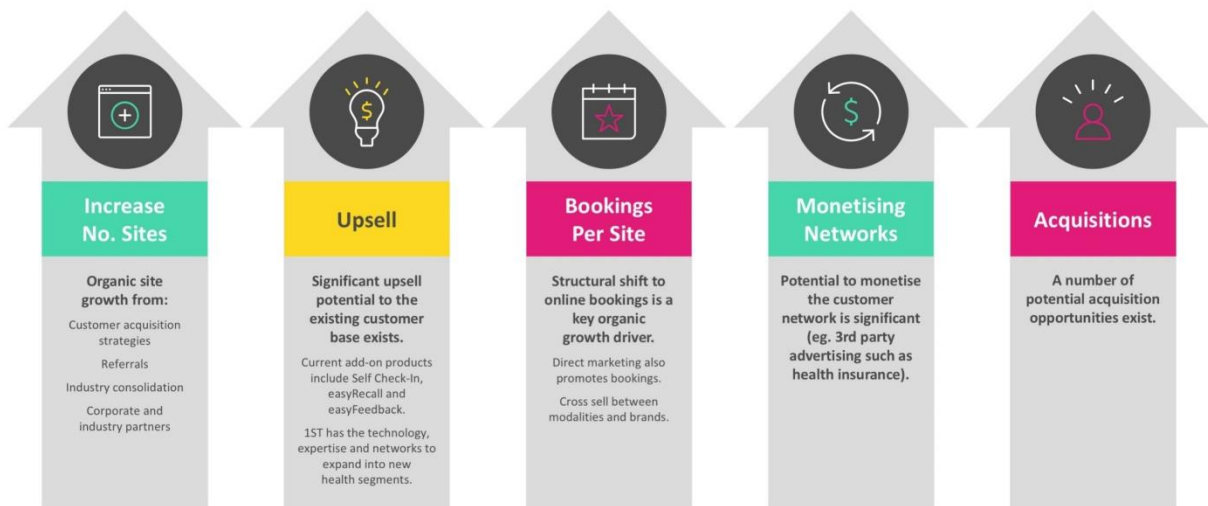 Increase
No. Sites
Organic site
growth from:
Customer acquisition
strategies
Referrals
Industry consolidation
Corporate and
industry partners
Upsell
Significant upsell
potential to the
existing customer
base exists.
Current add-on products
include Self Check-In,
easyRecall and
easyFeedback.
1ST has the technology,
expertise and networks to
expand into new
health segments.
Bookings
Per Site
Structural shift to
online bookings is a
key organic
growth driver.
Direct marketing also
promotes bookings.
Cross sell between
modalities and brands.
Monetising
Networks
Potential to monetise
the customer
network is significant
(eg. 3rd party
advertising such as
health insurance).
Acquisitions
A number of
potential acquisition
opportunities exist.